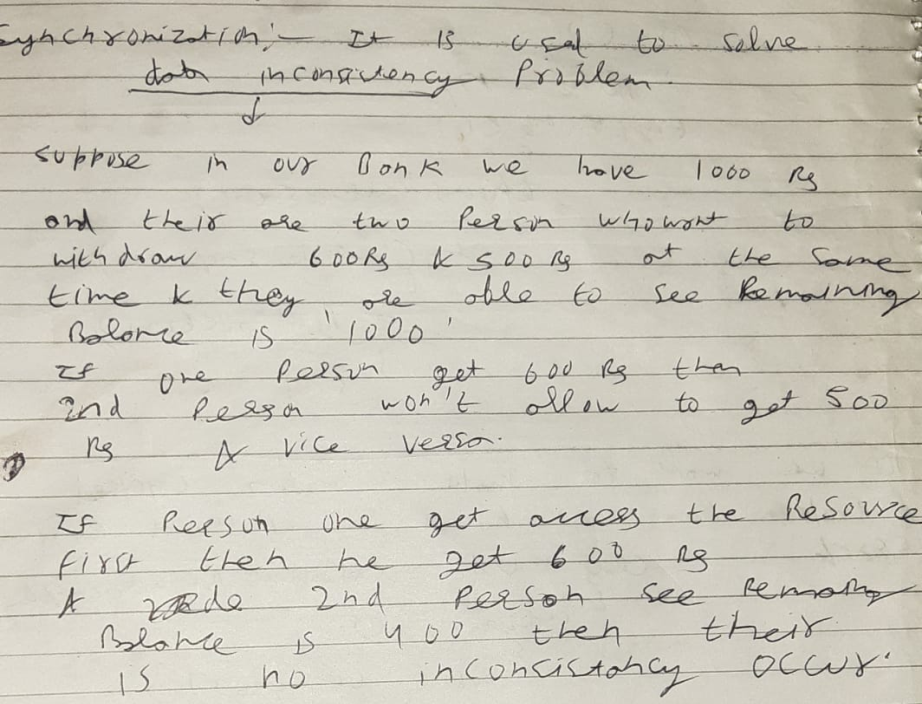 Synchronization:- It is used to solve
data inconsistency Problem.
↓
suppose in our Bank we have 1000 Rs
and their are two Person who want to
withdraw 600Rs & 500 Rs at the same
time & they are able to see Remaining
Balance is '1000'
If one Person get 600 Rs then
2nd Person won't allow to get 500
Rs & vice versa.
If Person one get access the Resource
first then he get 600 Rs
& 2nd Person see remaing
Balance is 400 then their
is no inconsistancy occur.